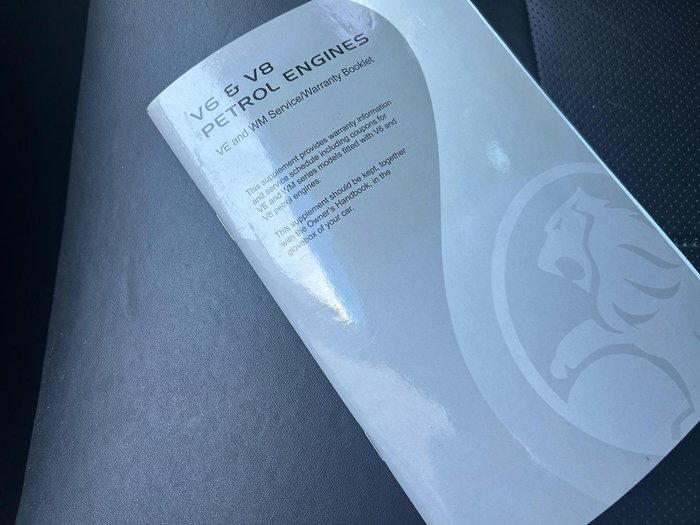 V6 & V8
PETROL ENGINES
VE and WM Service/Warranty Booklet
This supplement provides warranty information
and service schedule including coupons for
VE and WM series models fitted with V6 and
V8 petrol engines.
This supplement should be kept, together
with the Owner's Handbook, in the
glovebox of your car.